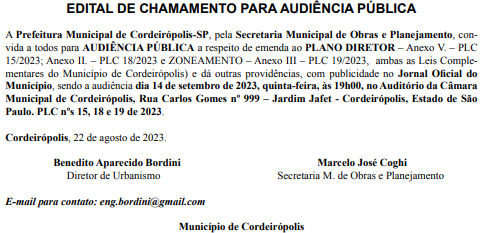 EDITAL DE CHAMAMENTO PARA AUDIÊNCIA PÚBLICA
A Prefeitura Municipal de Cordeirópolis-SP, pela Secretaria Municipal de Obras e Planejamento, con-
vida a todos para AUDIÊNCIA PÚBLICA a respeito de emenda ao PLANO DIRETOR – Anexo V. – PLC
15/2023; Anexo II. – PLC 18/2023 e ZONEAMENTO – Anexo III – PLC 19/2023, ambas as Leis Comple-
mentares do Município de Cordeirópolis) e dá outras providências, com publicidade no Jornal Oficial do
Município, sendo a audiência dia 14 de setembro de 2023, quinta-feira, às 19h00, no Auditório da Câmara
Municipal de Cordeirópolis, Rua Carlos Gomes nº 999 – Jardim Jafet - Cordeirópolis, Estado de São
Paulo. PLC nºs 15, 18 e 19 de 2023.
Cordeirópolis, 22 de agosto de 2023.
Benedito Aparecido Bordini
Diretor de Urbanismo
Marcelo José Coghi
Secretaria M. de Obras e Planejamento
E-mail para contato: eng.bordini@gmail.com
Município de Cordeirópolis